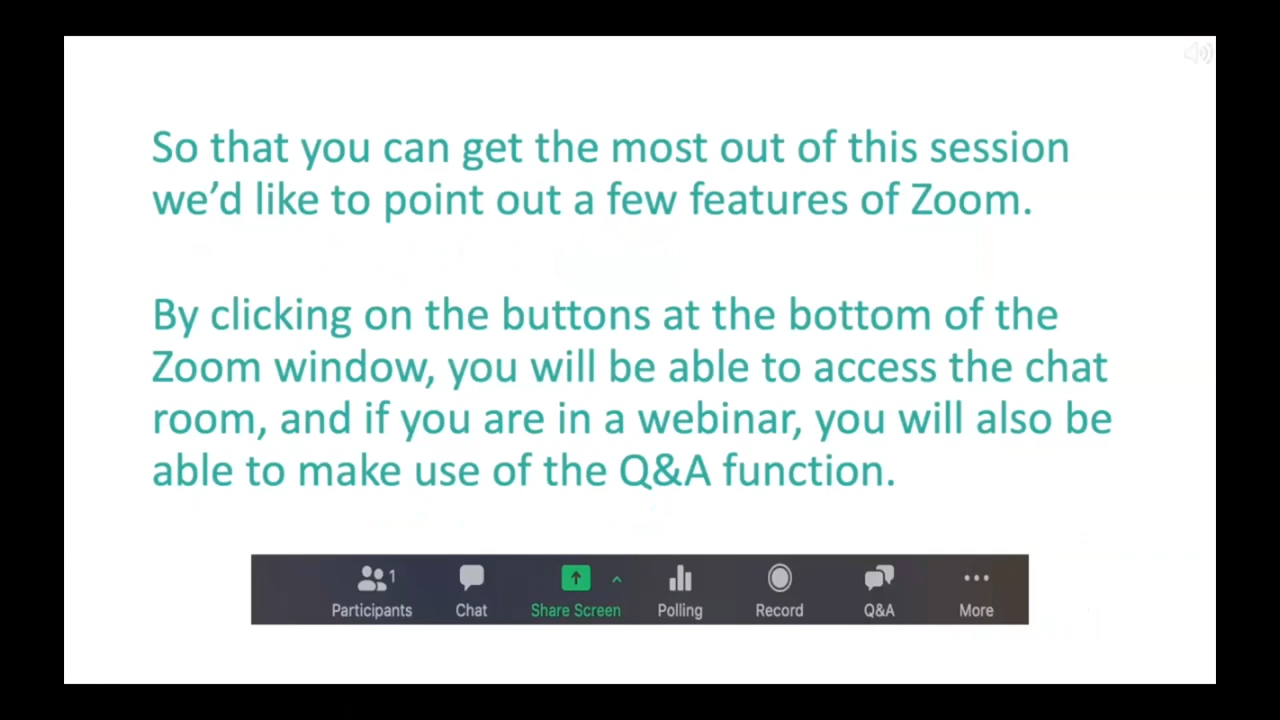 So that you can get the most out of this session
we’d like to point out a few features of Zoom.
By clicking on the buttons at the bottom of the
Zoom window, you will be able to access the chat
room, and if you are in a webinar, you will also be
able to make use of the Q&A function.
1
Participants Chat Share Screen Polling Record Q&A More